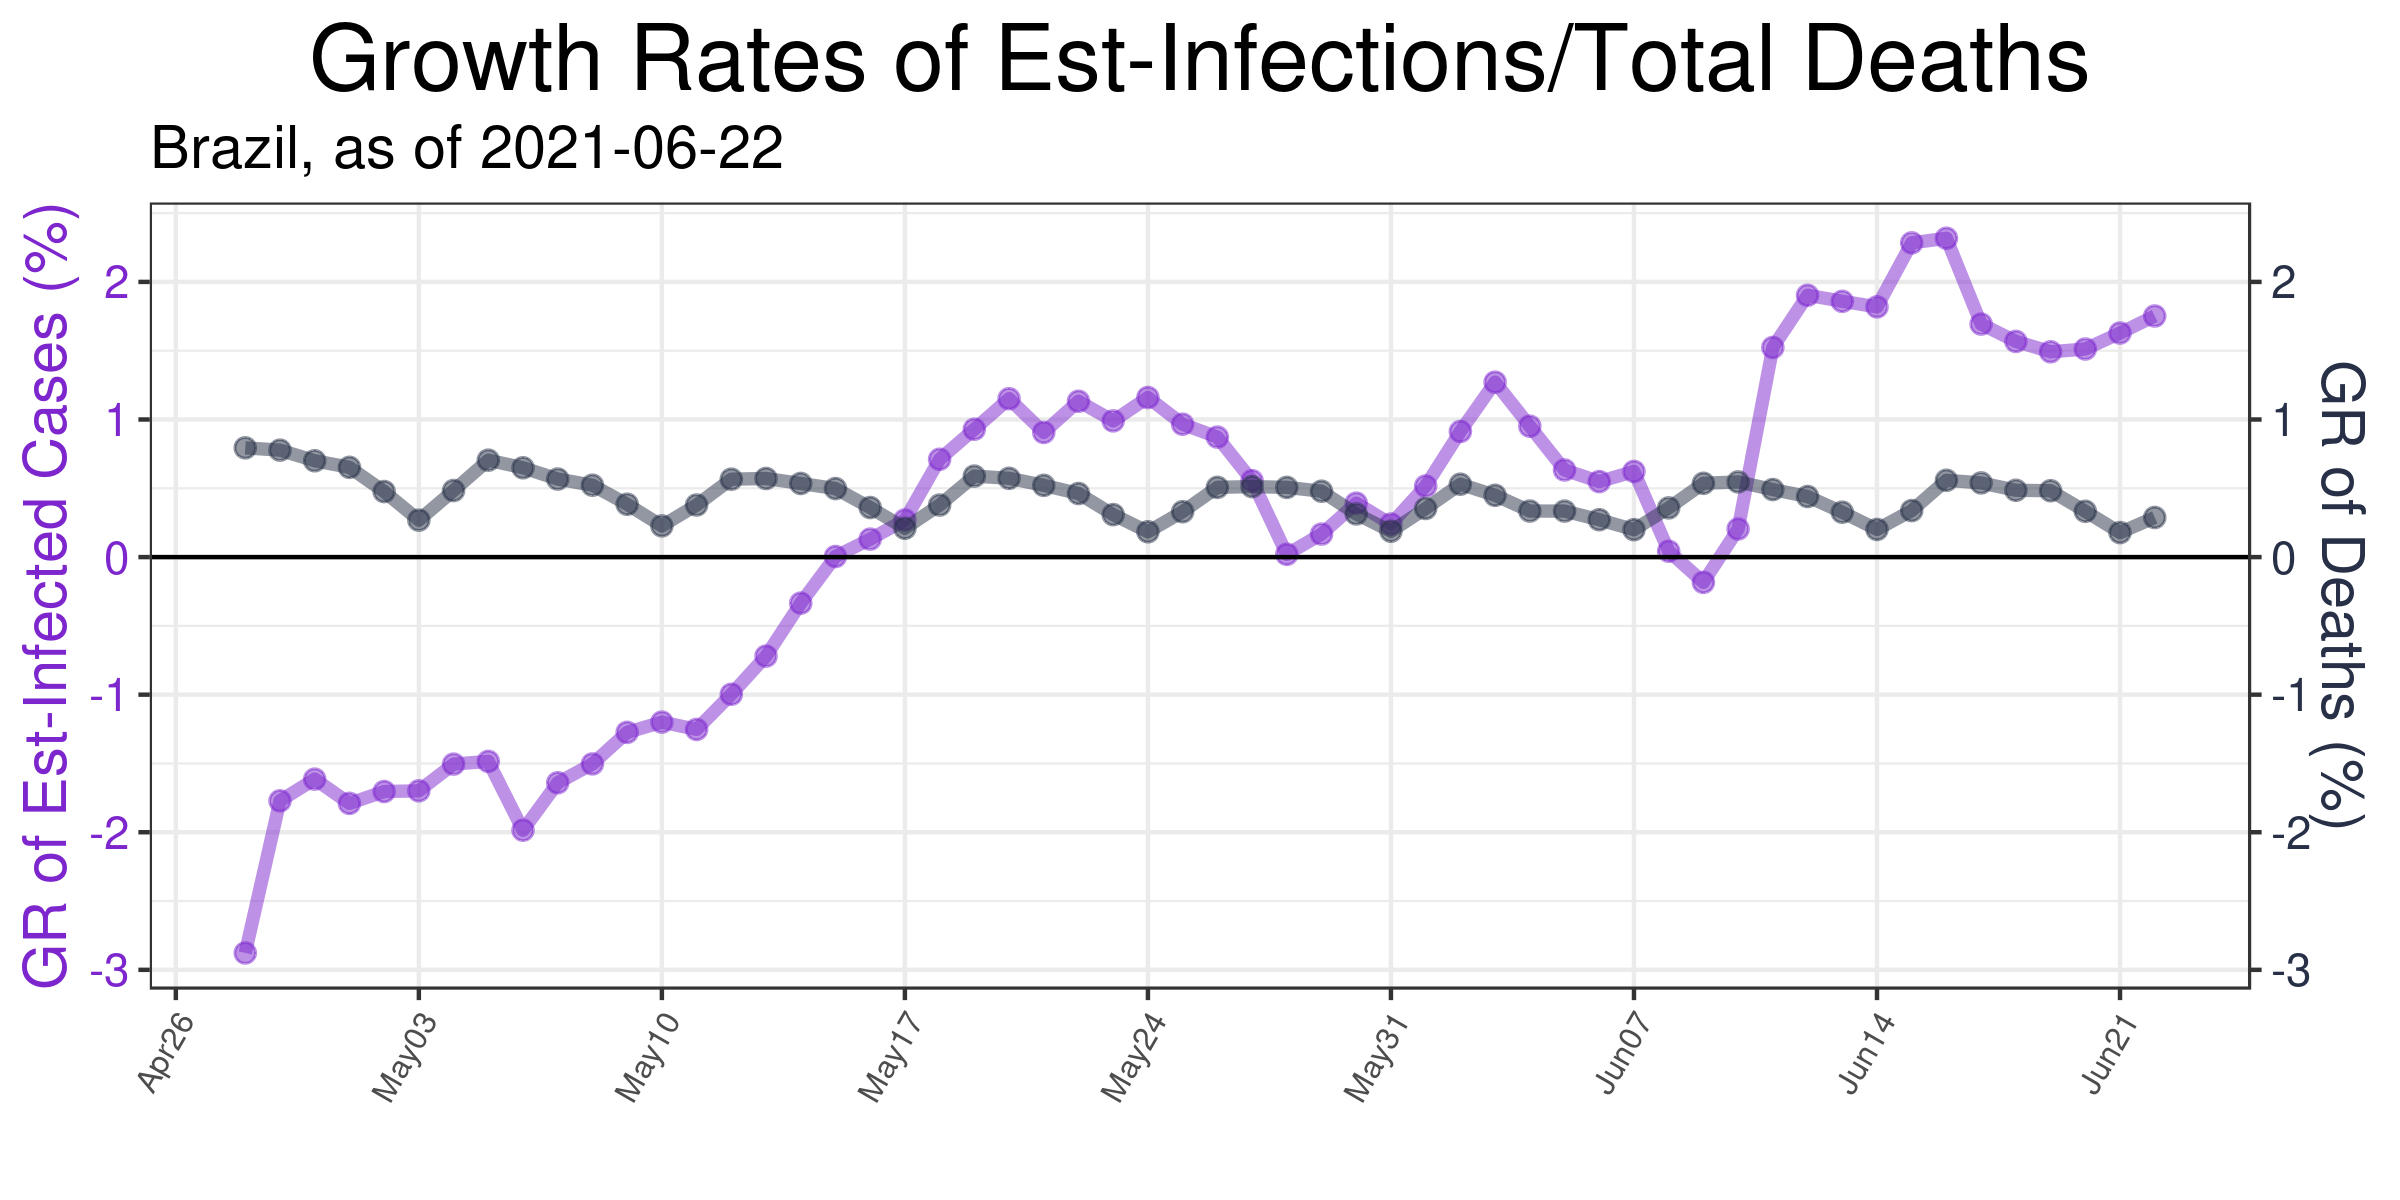 Growth Rates of Est-Infections/Total Deaths
Brazil, as of 2021-06-22
GR of Est-Infected Cases (%)
2
1
0
-1
-2
-3
2
1
0
-1
-2
-3
GR of Deaths (%)
Apr26
May03
May10
May17
May24
May31
Jun07
Jun14
Jun21